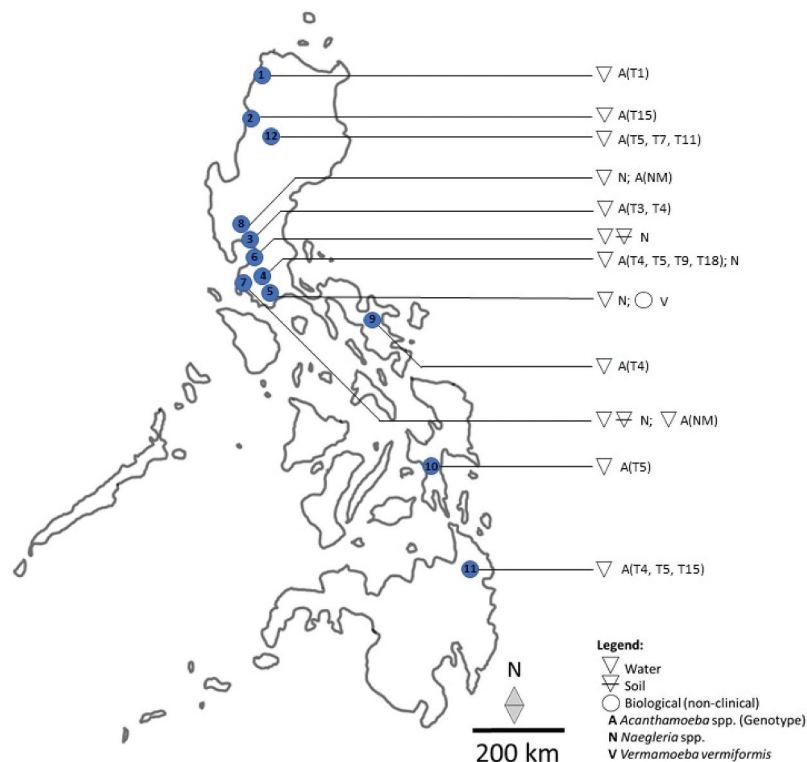 1 A(T1)
2 A(T15)
12 A(T5, T7, T11)
8 N; A(NM)
3 A(T3, T4)
6 N
4 A(T4, T5, T9, T18); N
7
5 N; V
9
A(T4)
N; A(NM)
10 A(T5)
11 A(T4, T5, T15)
Legend:
Water
Soil
Biological (non-clinical)
A Acanthamoeba spp. (Genotype)
N Naegleria spp.
V Vermamoeba vermiformis
N
200 km